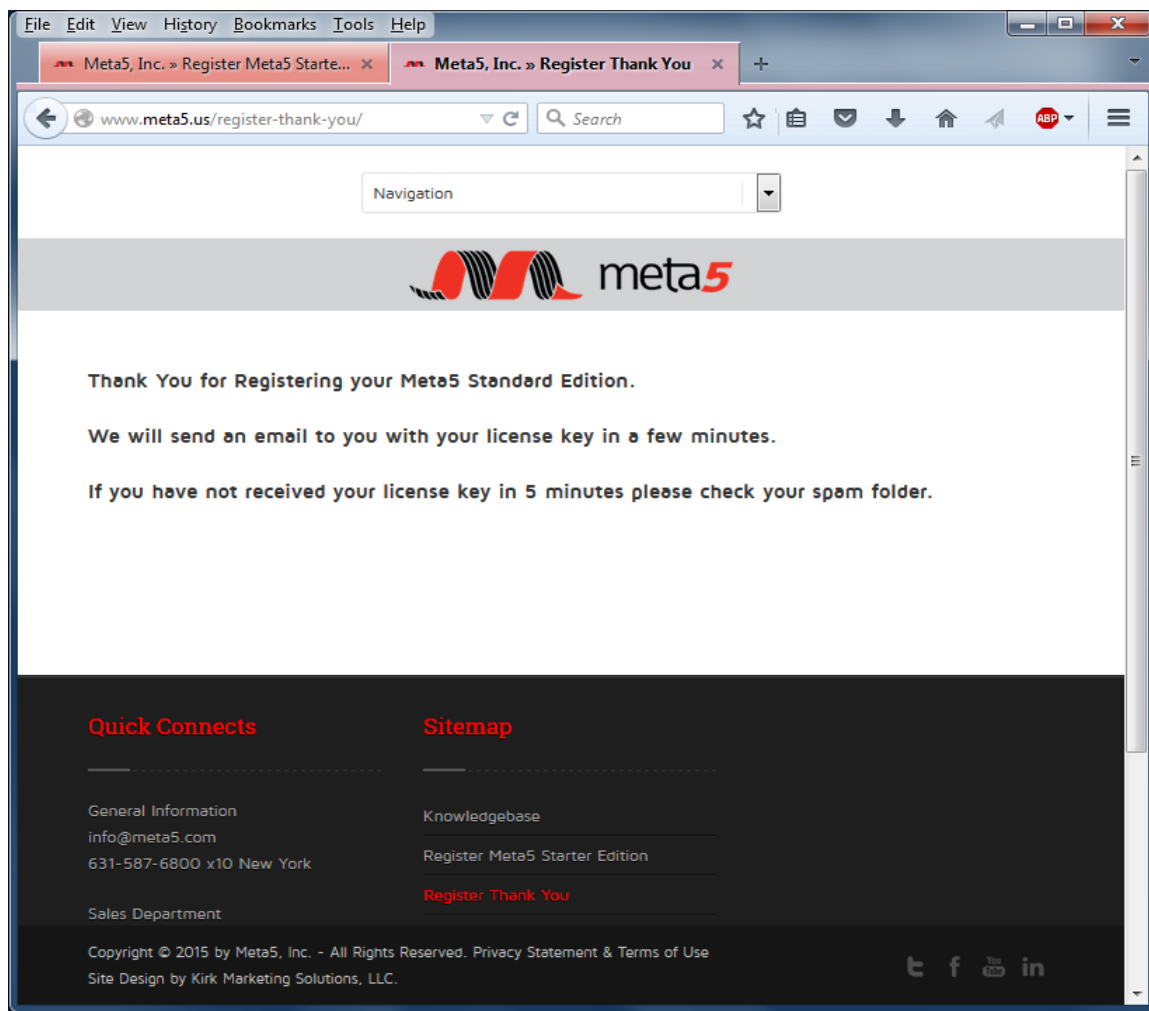 File Edit View History Bookmarks Tools Help
Meta5, Inc. » Register Meta5 Starte... Meta5, Inc. » Register Thank You
www.meta5.us/register-thank-you/ Search ABP
Navigation
meta5
Thank You for Registering your Meta5 Standard Edition.
We will send an email to you with your license key in a few minutes.
If you have not received your license key in 5 minutes please check your spam folder.
Quick Connects
General Information
info@meta5.com
631-587-6800 x10 New York
Sales Department
Sitemap
Knowledgebase
Register Meta5 Starter Edition
Register Thank You
Copyright © 2015 by Meta5, Inc. - All Rights Reserved. Privacy Statement & Terms of Use
Site Design by Kirk Marketing Solutions, LLC.
You Tube in